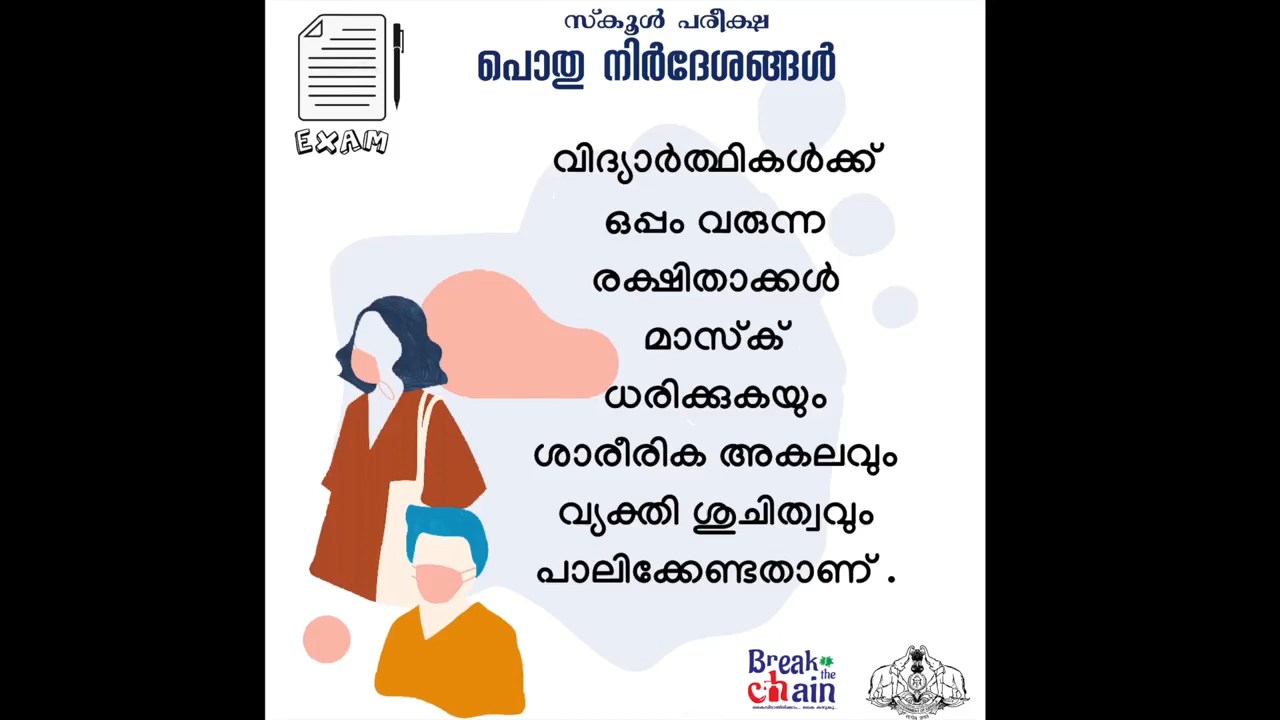 സ്കൂൾ പരീക്ഷ
പൊതു നിർദേശങ്ങൾ
EXAM
വിദ്യാർത്ഥികൾക്ക്
ഒപ്പം വരുന്ന
രക്ഷിതാക്കൾ
മാസ്ക്
ധരിക്കുകയും
ശാരീരിക അകലവും
വ്യക്തി ശുചിത്വവും
പാലിക്കേണ്ടതാണ് .
Break
the
chain